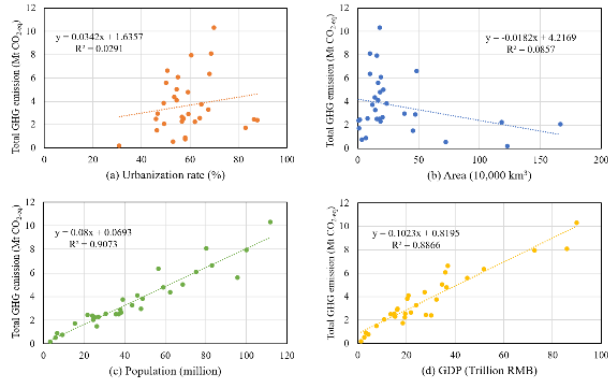 12
10
8
6
4
2
0
Total GHG emission (Mt CO2-eq)
y = 0.0342x + 1.6357
R² = 0.0291
0 20 40 60 80 100
(a) Urbanization rate (%)
12
10
8
6
4
2
0
Total GHG emission (Mt CO2-eq)
y = -0.0182x + 4.2169
R² = 0.0857
0 50 100 150 200
(b) Area (10,000 km²)
12
10
8
6
4
2
0
Total GHG emission (Mt CO2-eq)
y = 0.08x + 0.0693
R² = 0.9073
0 20 40 60 80 100 120
(c) Population (million)
12
10
8
6
4
2
0
Total GHG emission (Mt CO2-eq)
y = 0.1023x + 0.8195
R² = 0.8866
0 20 40 60 80 100
(d) GDP (Trillion RMB)